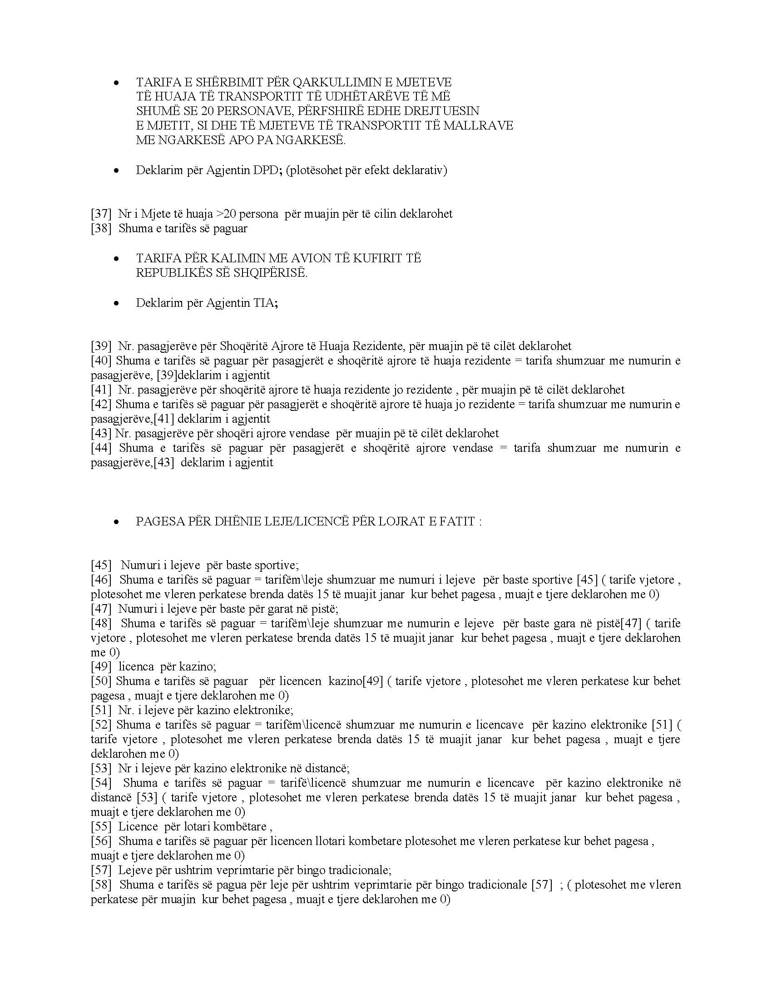 • TARIFA E SHËRBIMIT PËR QARKULLIMIN E MJETEVE
TË HUAJA TË TRANSPORTIT TË UDHËTARËVE TË MË
SHUMË SE 20 PERSONAVE, PËRFSHIRË EDHE DREJTUESIN
E MJETIT, SI DHE TË MJETEVE TË TRANSPORTIT TË MALLRAVE
ME NGARKESË APO PA NGARKESË.
• Deklarim për Agjentin DPD; (plotësohet për efekt deklarativ)
[37] Nr i Mjete të huaja >20 persona për muajin për të cilin deklarohet
[38] Shuma e tarifës së paguar
• TARIFA PËR KALIMIN ME AVION TË KUFIRIT TË
REPUBLIKËS SË SHQIPËRISË.
• Deklarim për Agjentin TIA;
[39] Nr. pasagjerëve për Shoqëritë Ajrore të Huaja Rezidente, për muajin pë të cilët deklarohet
[40] Shuma e tarifës së paguar për pasagjerët e shoqëritë ajrore të huaja rezidente = tarifa shumzuar me numurin e
pasagjerëve, [39]deklarim i agjentit
[41] Nr. pasagjerëve për shoqëritë ajrore të huaja rezidente jo rezidente , për muajin pë të cilët deklarohet
[42] Shuma e tarifës së paguar për pasagjerët e shoqëritë ajrore të huaja jo rezidente = tarifa shumzuar me numurin e
pasagjerëve,[41] deklarim i agjentit
[43] Nr. pasagjerëve për shoqëri ajrore vendase për muajin pë të cilët deklarohet
[44] Shuma e tarifës së paguar për pasagjerët e shoqëritë ajrore vendase = tarifa shumzuar me numurin e
pasagjerëve,[43] deklarim i agjentit
• PAGESA PËR DHËNIE LEJE/LICENCË PËR LOJRAT E FATIT :
[45] Numuri i lejeve për baste sportive;
[46] Shuma e tarifës së paguar = tarifëm\leje shumzuar me numuri i lejeve për baste sportive [45] ( tarife vjetore ,
plotesohet me vleren perkatese brenda datës 15 të muajit janar kur behet pagesa , muajt e tjere deklarohen me 0)
[47] Numuri i lejeve për baste për garat në pistë;
[48] Shuma e tarifës së paguar = tarifëm\leje shumzuar me numurin e lejeve për baste gara në pistë[47] ( tarife
vjetore , plotesohet me vleren perkatese brenda datës 15 të muajit janar kur behet pagesa , muajt e tjere deklarohen
me 0)
[49] licenca për kazino;
[50] Shuma e tarifës së paguar për licencen kazino[49] ( tarife vjetore , plotesohet me vleren perkatese kur behet
pagesa , muajt e tjere deklarohen me 0)
[51] Nr. i lejeve për kazino elektronike;
[52] Shuma e tarifës së paguar = tarifëm\licencë shumzuar me numurin e licencave për kazino elektronike [51] (
tarife vjetore , plotesohet me vleren perkatese brenda datës 15 të muajit janar kur behet pagesa , muajt e tjere
deklarohen me 0)
[53] Nr i lejeve për kazino elektronike në distancë;
[54] Shuma e tarifës së paguar = tarifë\licencë shumzuar me numurin e licencave për kazino elektronike në
distancë [53] ( tarife vjetore , plotesohet me vleren perkatese brenda datës 15 të muajit janar kur behet pagesa ,
muajt e tjere deklarohen me 0)
[55] Licence për lotari kombëtare ,
[56] Shuma e tarifës së paguar për licencen llotari kombetare plotesohet me vleren perkatese kur behet pagesa ,
muajt e tjere deklarohen me 0)
[57] Lejeve për ushtrim veprimtarie për bingo tradicionale;
[58] Shuma e tarifës së pagua për leje për ushtrim veprimtarie për bingo tradicionale [57] ; ( plotesohet me vleren
perkatese për muajin kur behet pagesa , muajt e tjere deklarohen me 0)